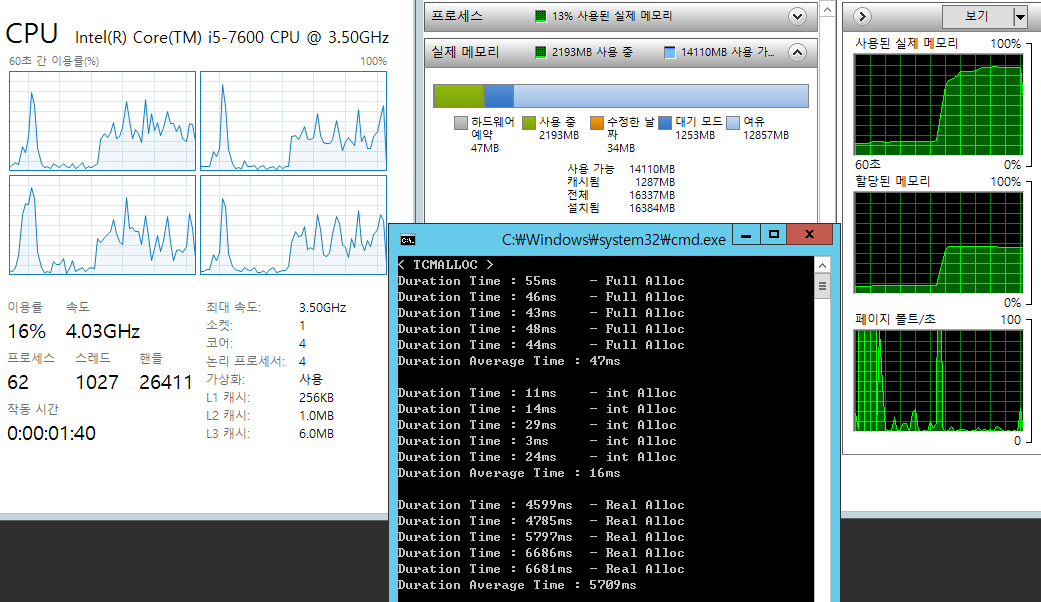 CPU Intel(R) Core(TM) i5-7600 CPU @ 3.50GHz
60초 간 이용률(%) 100%
이용률 속도
16% 4.03GHz
프로세스 스레드 핸들
62 1027 26411
작동 시간
0:00:01:40
최대 속도: 3.50GHz
소켓: 1
코어: 4
논리 프로세서: 4
가상화: 사용
L1 캐시: 256KB
L2 캐시: 1.0MB
L3 캐시: 6.0MB
프로세스 13% 사용된 실제 메모리
실제 메모리 2193MB 사용 중 14110MB 사용 가...
하드웨어 예약 47MB
사용 중 2193MB
수정한 날짜 34MB
대기 모드 1253MB
여유 12857MB
사용 가능 14110MB
캐시됨 1287MB
전체 16337MB
설치됨 16384MB
C:₩Windows₩system32₩cmd.exe
< TCMALLOC >
Duration Time : 55ms - Full Alloc
Duration Time : 46ms - Full Alloc
Duration Time : 43ms - Full Alloc
Duration Time : 48ms - Full Alloc
Duration Time : 44ms - Full Alloc
Duration Average Time : 47ms
Duration Time : 11ms - int Alloc
Duration Time : 14ms - int Alloc
Duration Time : 29ms - int Alloc
Duration Time : 3ms - int Alloc
Duration Time : 24ms - int Alloc
Duration Average Time : 16ms
Duration Time : 4599ms - Real Alloc
Duration Time : 4785ms - Real Alloc
Duration Time : 5797ms - Real Alloc
Duration Time : 6686ms - Real Alloc
Duration Time : 6681ms - Real Alloc
Duration Average Time : 5709ms
보기
사용된 실제 메모리 100%
60초 0%
할당된 메모리 100%
0%
페이지 폴트/초 100
0